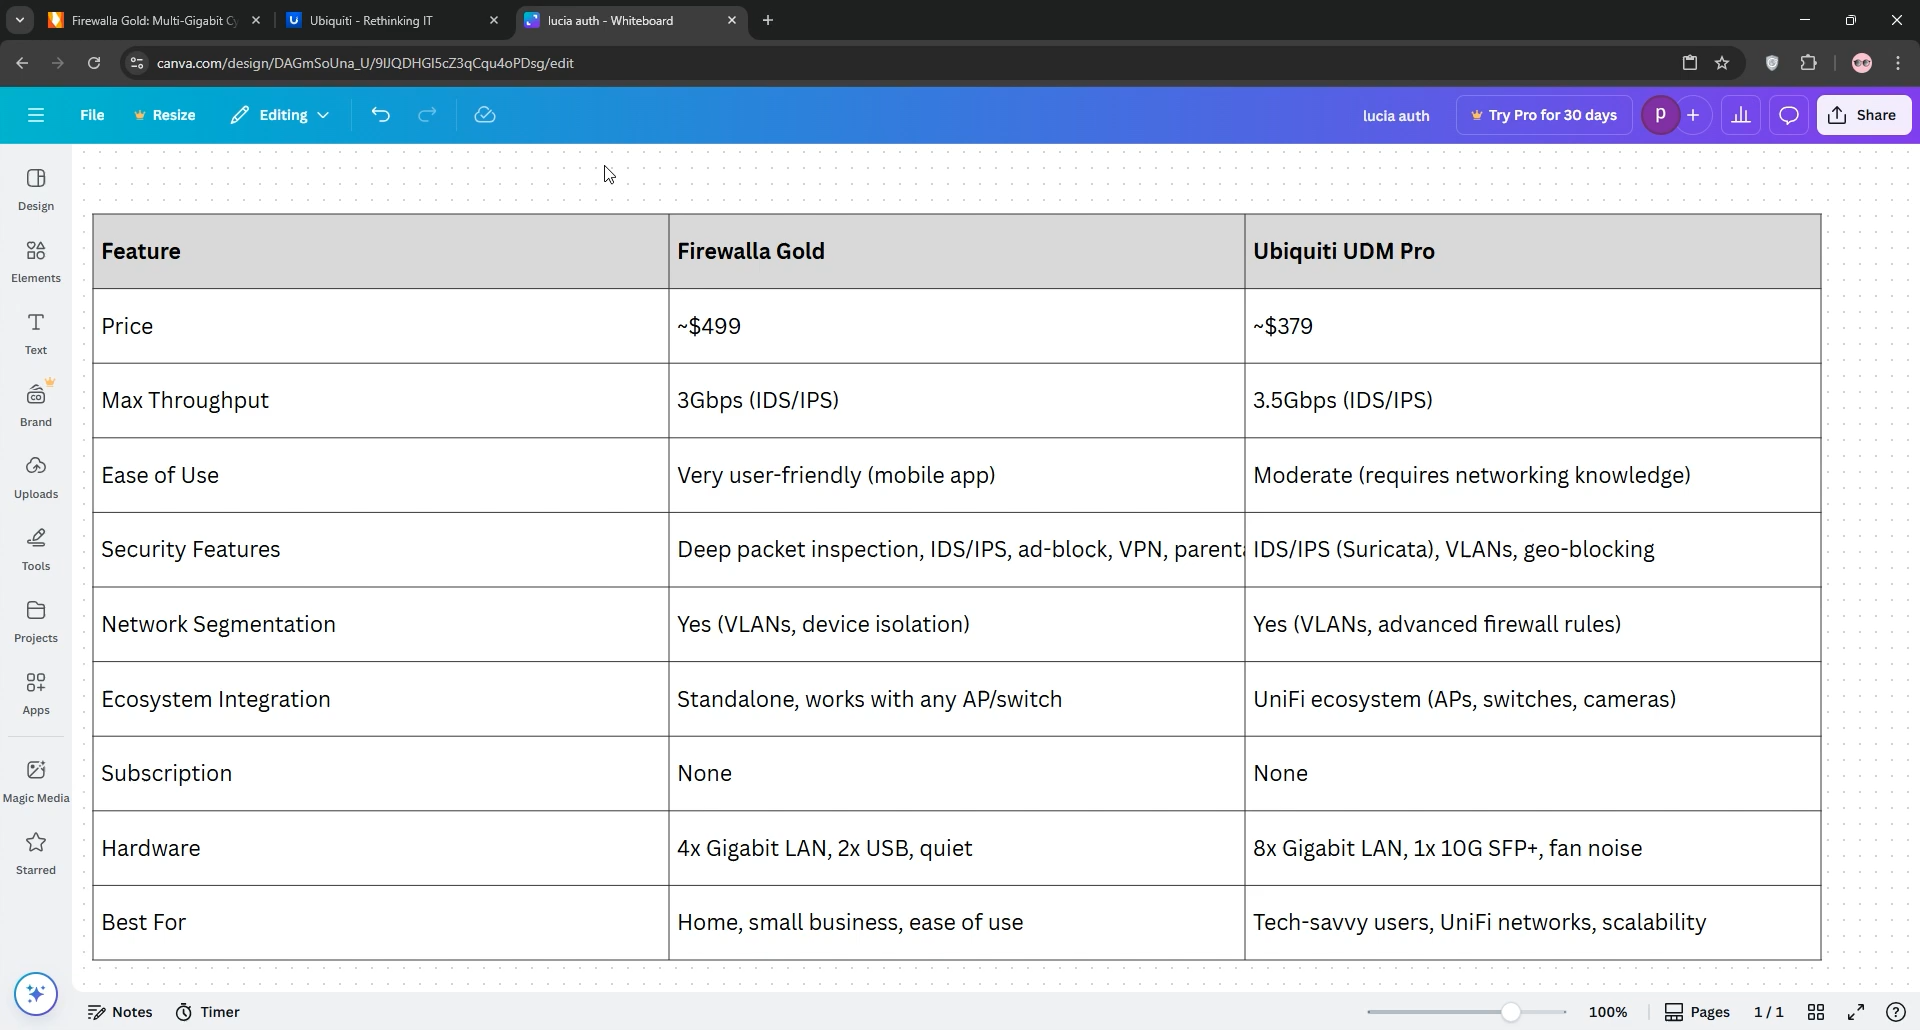 Firewalla Gold: Multi-Gigabit Cy
Ubiquiti - Rethinking IT
lucia auth - Whiteboard
canva.com/design/DAGmSoUna_U/9IJQDHGI5cZ3qCqu4oPDsg/edit
File
Resize
Editing
lucia auth
Try Pro for 30 days
P
Share
Design
Elements
Text
Brand
Uploads
Tools
Projects
Apps
Magic Media
Starred
Feature Firewalla Gold Ubiquiti UDM Pro
Price ~$499 ~$379
Max Throughput 3Gbps (IDS/IPS) 3.5Gbps (IDS/IPS)
Ease of Use Very user-friendly (mobile app) Moderate (requires networking knowledge)
Security Features Deep packet inspection, IDS/IPS, ad-block, VPN, parenta IDS/IPS (Suricata), VLANs, geo-blocking
Network Segmentation Yes (VLANs, device isolation) Yes (VLANs, advanced firewall rules)
Ecosystem Integration Standalone, works with any AP/switch UniFi ecosystem (APs, switches, cameras)
Subscription None None
Hardware 4x Gigabit LAN, 2x USB, quiet 8x Gigabit LAN, 1x 10G SFP+, fan noise
Best For Home, small business, ease of use Tech-savvy users, UniFi networks, scalability
Notes
Timer
100%
Pages
1 / 1